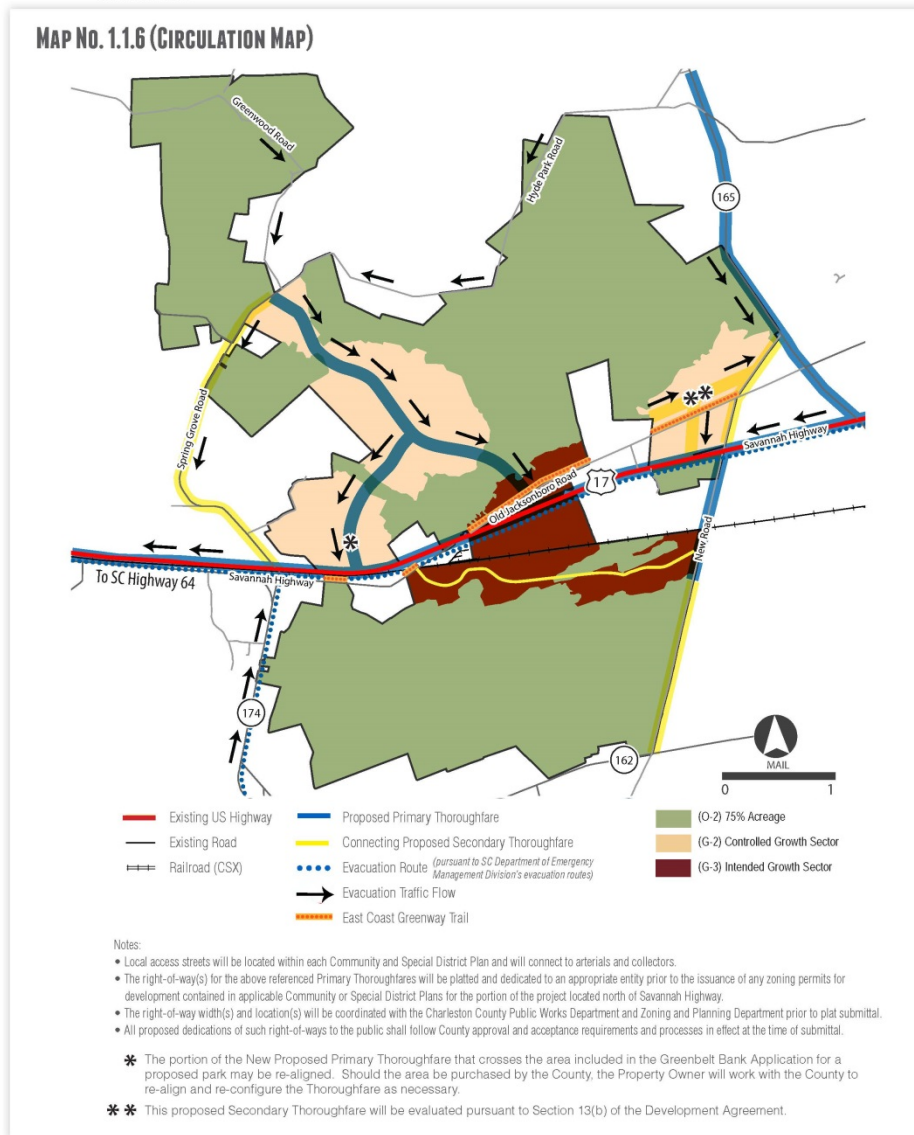 MAP NO. 1.1.6 (CIRCULATION MAP)
Greenwood Road
Hyde Park Road
165
Spring Grove Road
**
Savannah Highway
17
Old Jacksonboro Road
*
New Road
To SC Highway 64
Savannah Highway
174
162
MAIL
0 1
Existing US Highway
Existing Road
Railroad (CSX)
Proposed Primary Thoroughfare
Connecting Proposed Secondary Thoroughfare
Evacuation Route (pursuant to SC Department of Emergency
Management Division's evacuation routes)
Evacuation Traffic Flow
East Coast Greenway Trail
(O-2) 75% Acreage
(G-2) Controlled Growth Sector
(G-3) Intended Growth Sector
Notes:
• Local access streets will be located within each Community and Special District Plan and will connect to arterials and collectors.
• The right-of-way(s) for the above referenced Primary Thoroughfares will be platted and dedicated to an appropriate entity prior to the issuance of any zoning permits for
development contained in applicable Community or Special District Plans for the portion of the project located north of Savannah Highway.
• The right-of-way width(s) and location(s) will be coordinated with the Charleston County Public Works Department and Zoning and Planning Department prior to plat submittal.
• All proposed dedications of such right-of-ways to the public shall follow County approval and acceptance requirements and processes in effect at the time of submittal.
* The portion of the New Proposed Primary Thoroughfare that crosses the area included in the Greenbelt Bank Application for a
proposed park may be re-aligned. Should the area be purchased by the County, the Property Owner will work with the County to
re-align and re-configure the Thoroughfare as necessary.
** This proposed Secondary Thoroughfare will be evaluated pursuant to Section 13(b) of the Development Agreement.